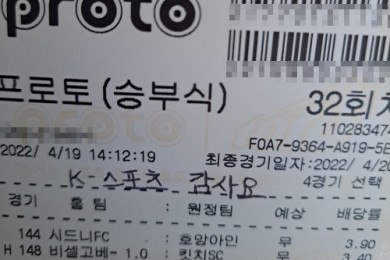 proto
프로토(승부식) 32회차
110283474
F0A7-9364-A919-5E
2022/ 4/19 14:12:19 최종경기일자:2022/ 4/20
K-스포츠 감사요 4경기 선택
경기 홈팀 : 원정팀 예상 배당률
144 시드니FC : 호앙아인 무 3.90
H 148 비셀고베- 1.0 : 킷치SC 무 3.40